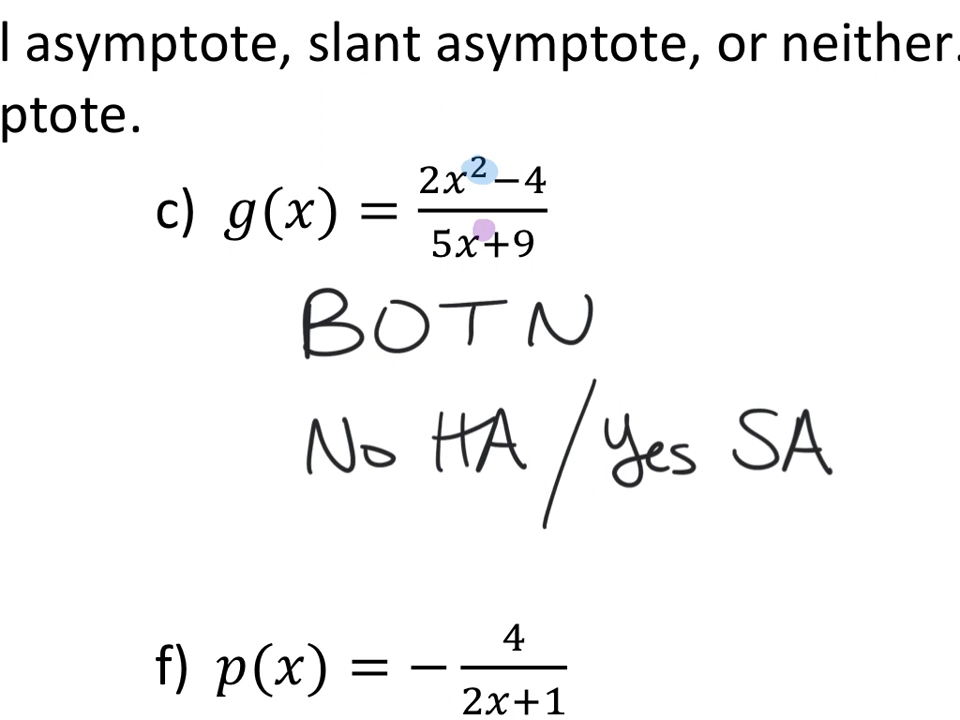 l asymptote, slant asymptote, or neither.
ptote.
c) g(x) = (2x²−4)/(5x+9)
BOTN
No HA / Yes SA
f) p(x) = − 4/(2x+1)